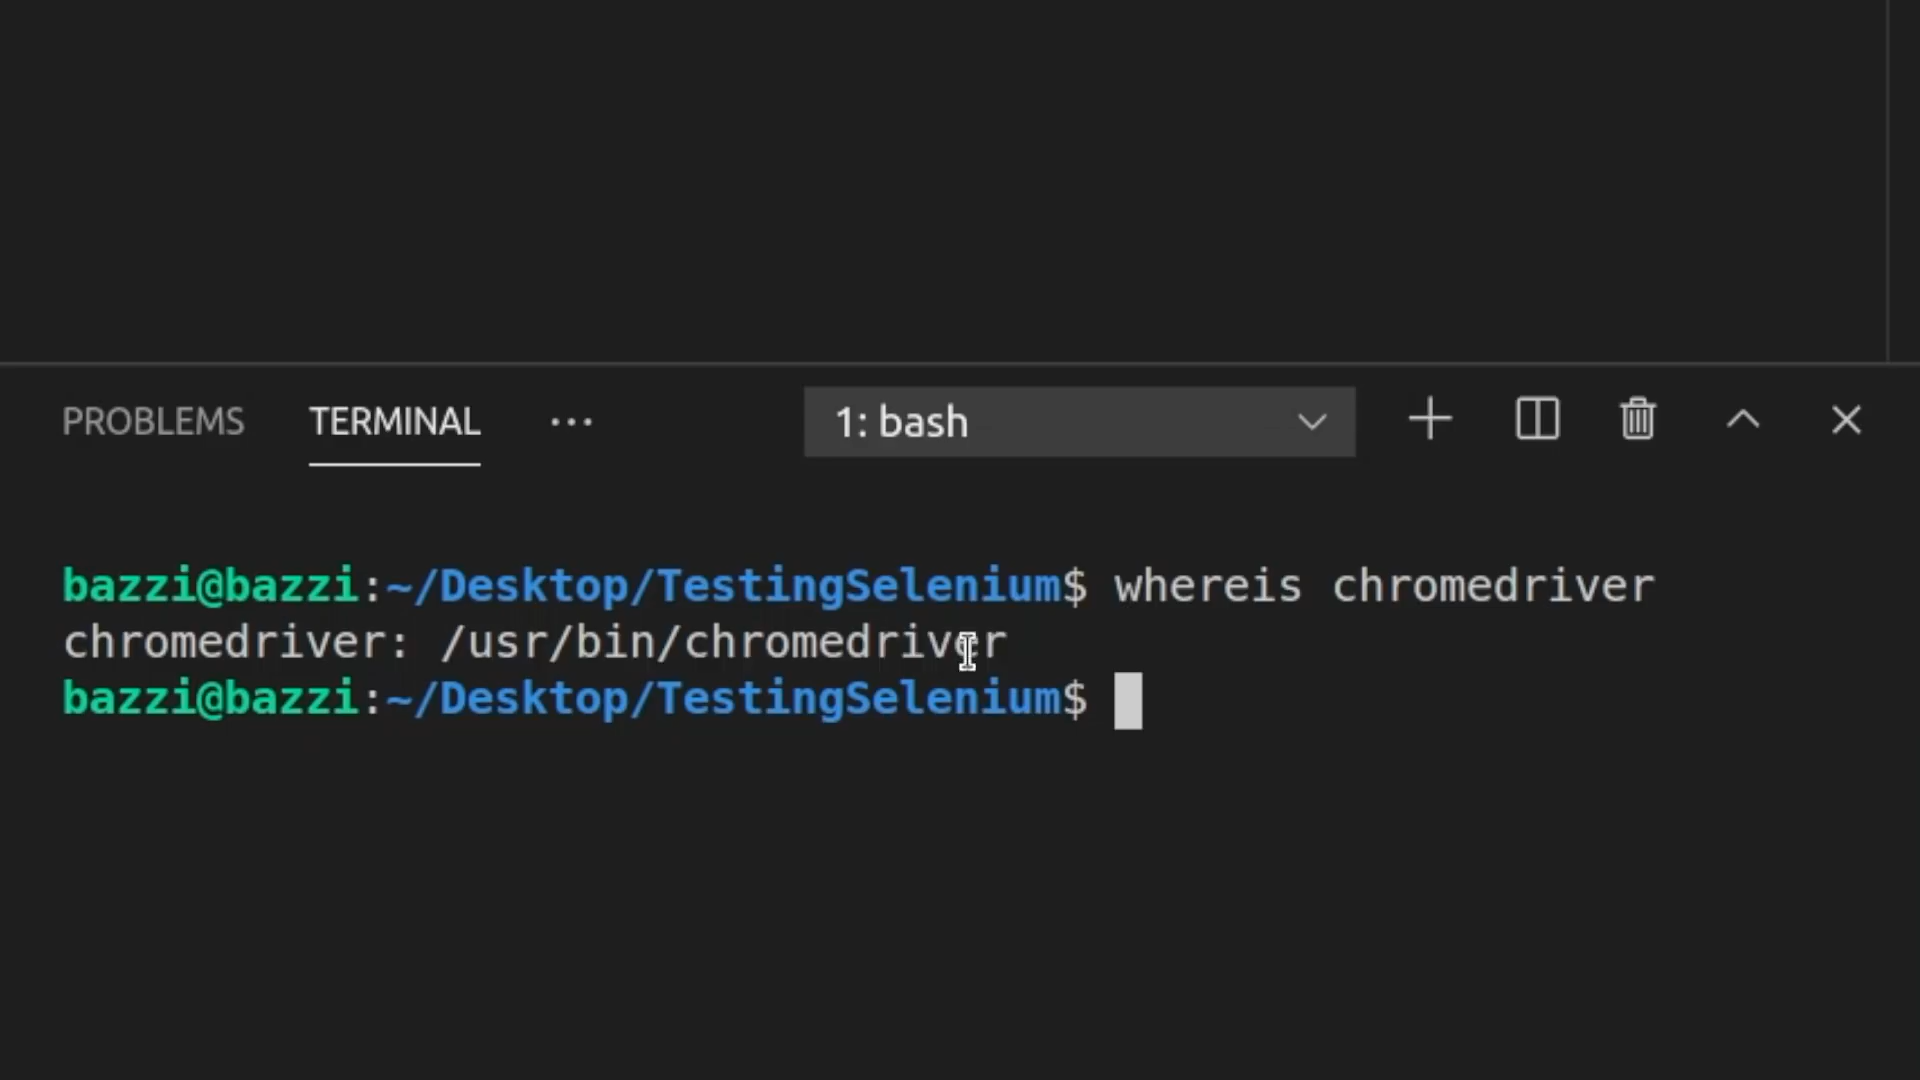 PROBLEMS TERMINAL ... 1: bash
bazzi@bazzi:~/Desktop/TestingSelenium$ whereis chromedriver
chromedriver: /usr/bin/chromedriver
bazzi@bazzi:~/Desktop/TestingSelenium$